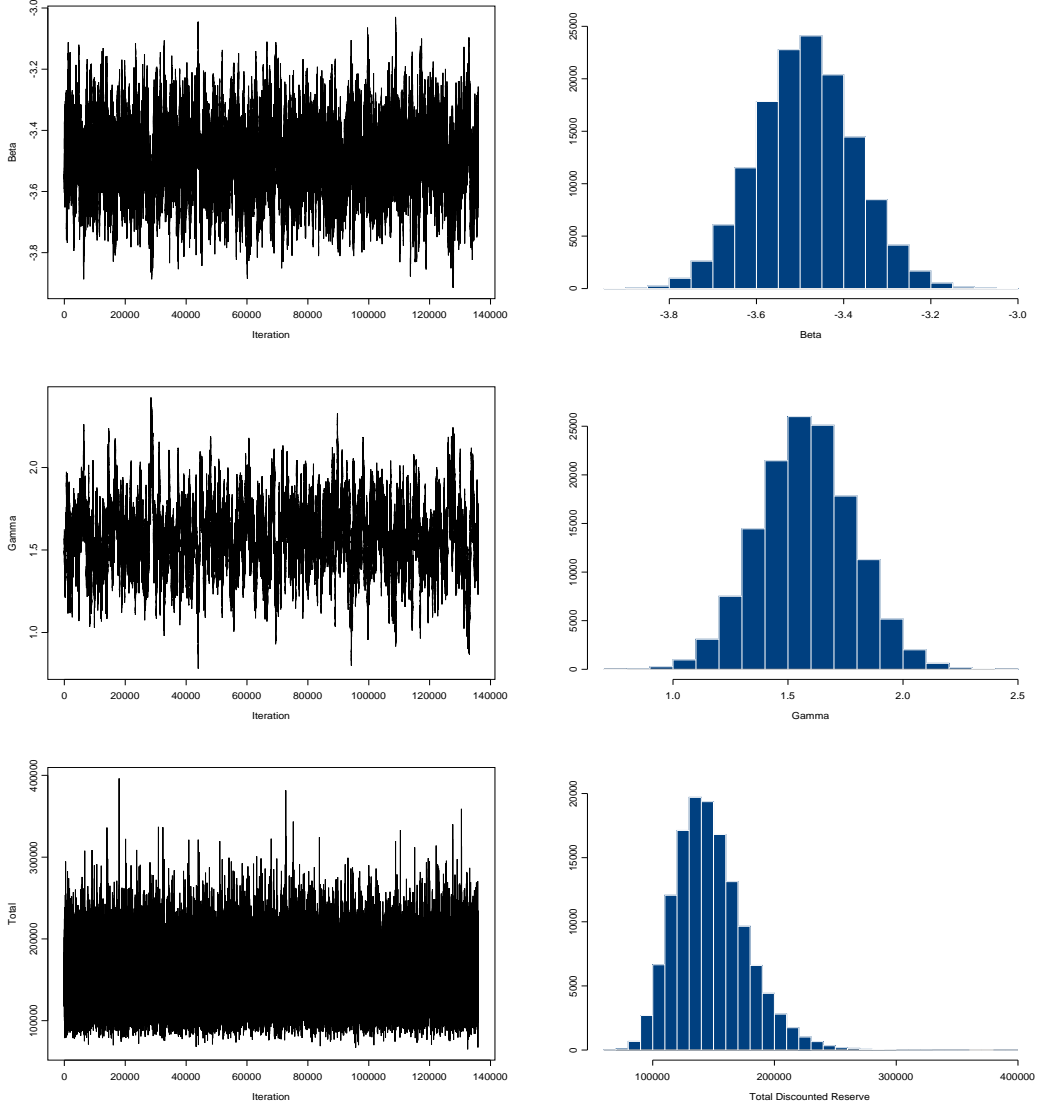 -3.0
-3.2
-3.4
-3.6
-3.8
Beta
0 20000 40000 60000 80000 100000 120000 140000
Iteration
25000
20000
15000
10000
5000
0
-3.8 -3.6 -3.4 -3.2 -3.0
Beta
2.0
1.5
1.0
Gamma
0 20000 40000 60000 80000 100000 120000 140000
Iteration
25000
20000
15000
10000
5000
0
1.0 1.5 2.0 2.5
Gamma
400000
300000
200000
100000
Total
0 20000 40000 60000 80000 100000 120000 140000
Iteration
20000
15000
10000
5000
0
100000 200000 300000 400000
Total Discounted Reserve